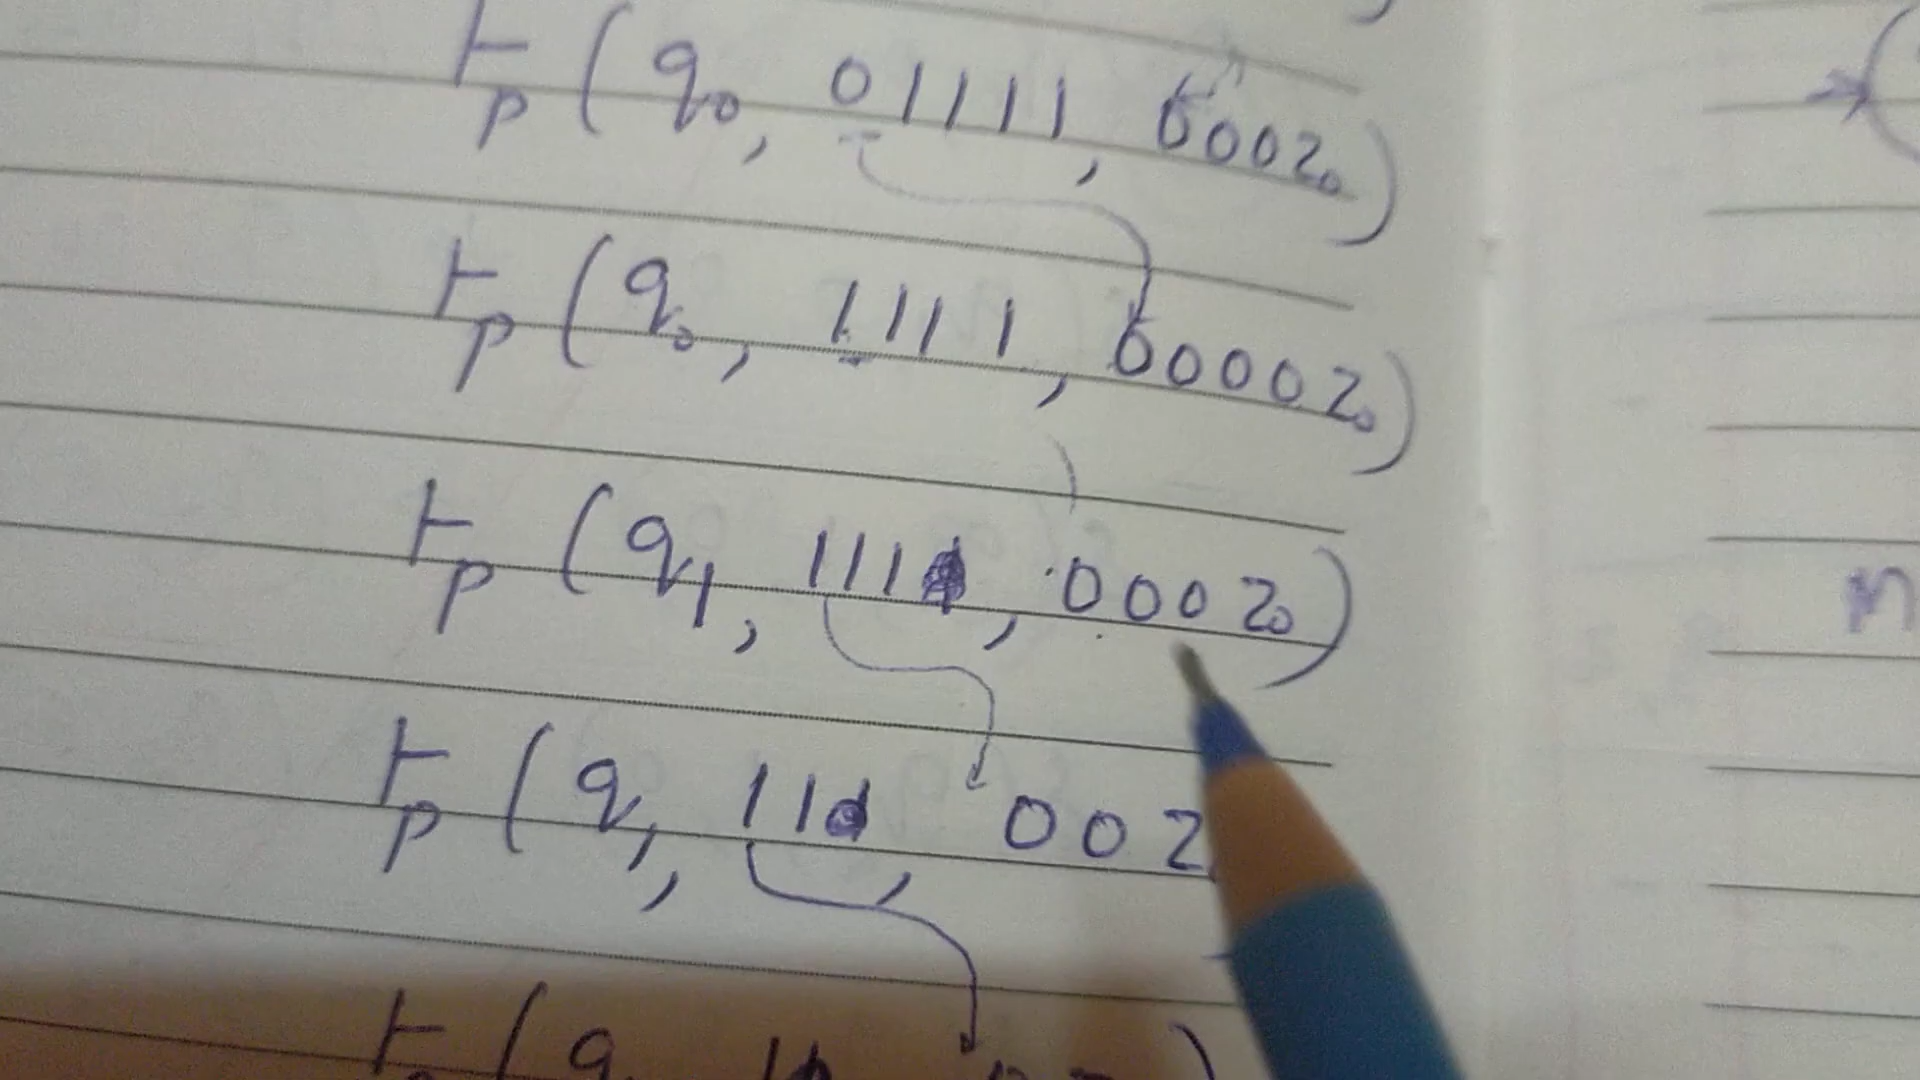 ⊢p (q0, 01111, 000z0)
⊢p (q0, 1111, 0000z0)
⊢p (q1, 111, 000z0)
⊢p (q1, 11, 00z
⊢ (q